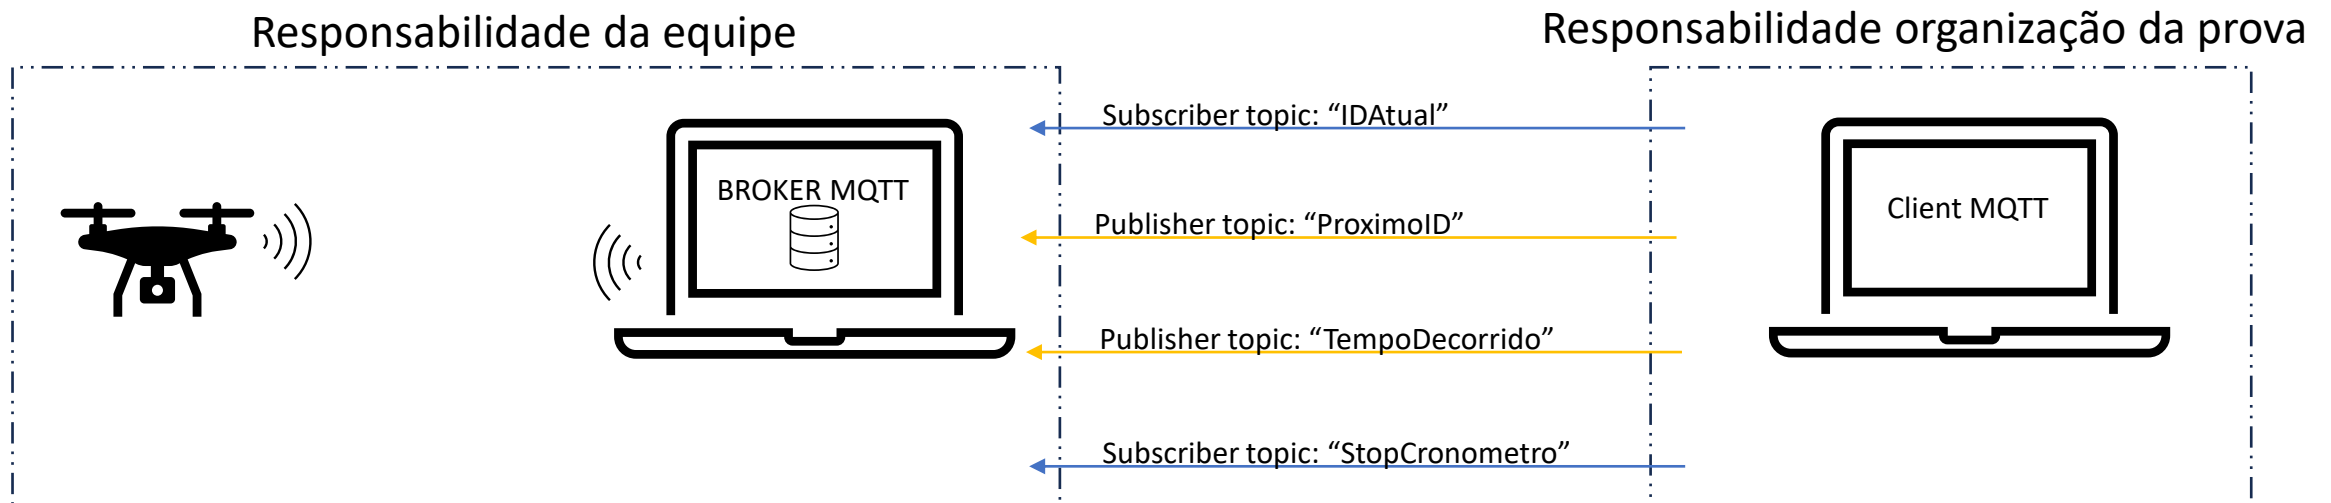 Responsabilidade da equipe
Responsabilidade organização da prova
BROKER MQTT
Subscriber topic: “IDAtual”
Publisher topic: “ProximoID”
Publisher topic: “TempoDecorrido”
Subscriber topic: “StopCronometro”
Client MQTT